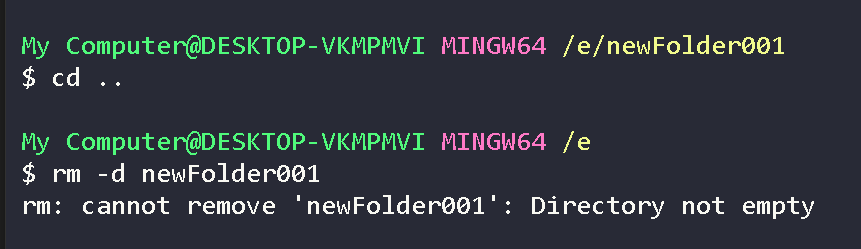 My Computer@DESKTOP-VKMPMVI MINGW64 /e/newFolder001
$ cd ..
My Computer@DESKTOP-VKMPMVI MINGW64 /e
$ rm -d newFolder001
rm: cannot remove 'newFolder001': Directory not empty